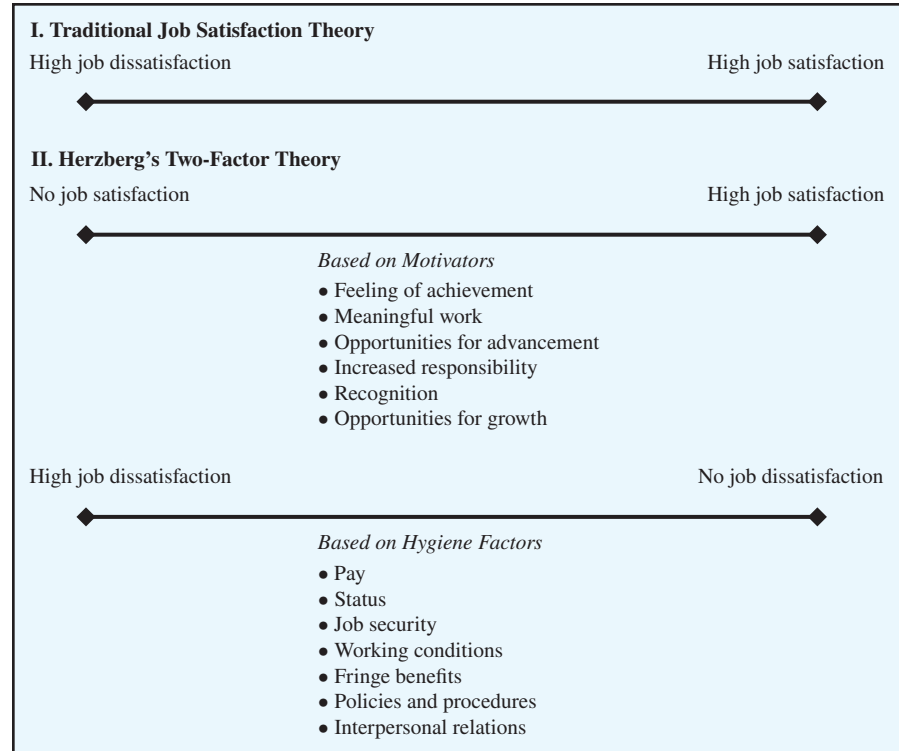 I. Traditional Job Satisfaction Theory
High job dissatisfaction High job satisfaction
II. Herzberg’s Two-Factor Theory
No job satisfaction High job satisfaction
Based on Motivators
● Feeling of achievement
● Meaningful work
● Opportunities for advancement
● Increased responsibility
● Recognition
● Opportunities for growth
High job dissatisfaction No job dissatisfaction
Based on Hygiene Factors
● Pay
● Status
● Job security
● Working conditions
● Fringe benefits
● Policies and procedures
● Interpersonal relations